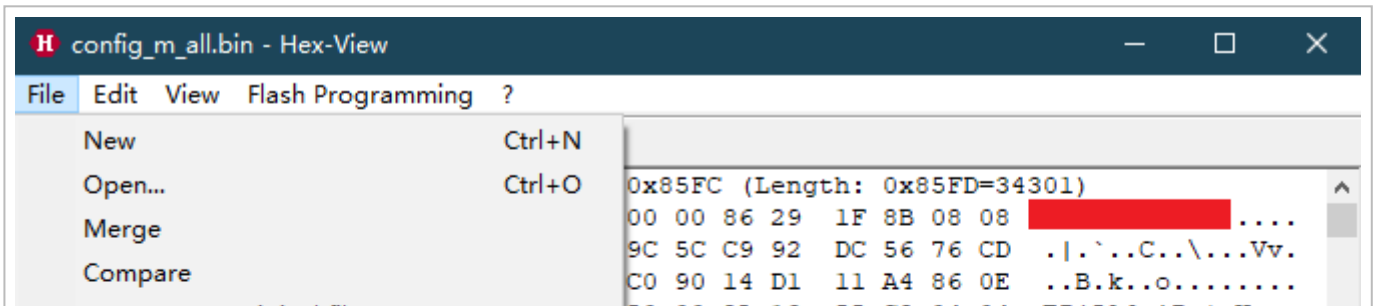 config_m_all.bin - Hex-View
File Edit View Flash Programming ?
New Ctrl+N
Open... Ctrl+O
Merge
Compare
0x85FC (Length: 0x85FD=34301)
00 00 86 29 1F 8B 08 08 ....
9C 5C C9 92 DC 56 76 CD .|.`..C..\...Vv.
C0 90 14 D1 11 A4 86 0E ..B.k..o........